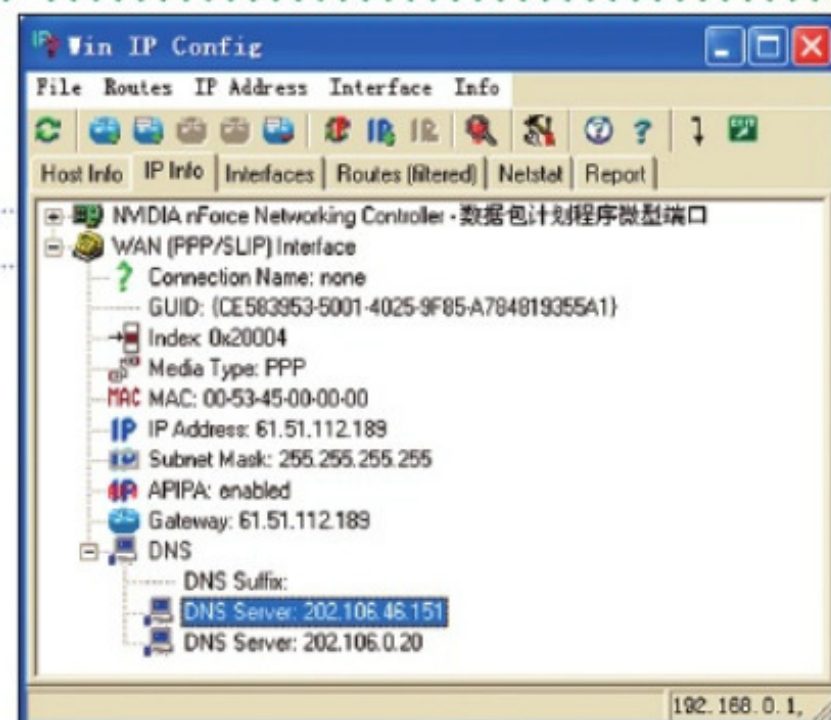 Win IP Config
File Routes IP Address Interface Info
Host Info IP Info Interfaces Routes (filtered) Netstat Report
NVIDIA nForce Networking Controller - 数据包计划程序微型端口
WAN (PPP/SLIP) Interface
Connection Name: none
GUID: {CE583953-5001-4025-9F85-A784819355A1}
Index: 0x20004
Media Type: PPP
MAC MAC: 00-53-45-00-00-00
IP IP Address: 61.51.112.189
Subnet Mask: 255.255.255.255
APIPA: enabled
Gateway: 61.51.112.189
DNS
DNS Suffix:
DNS Server: 202.106.46.151
DNS Server: 202.106.0.20
192.168.0.1,